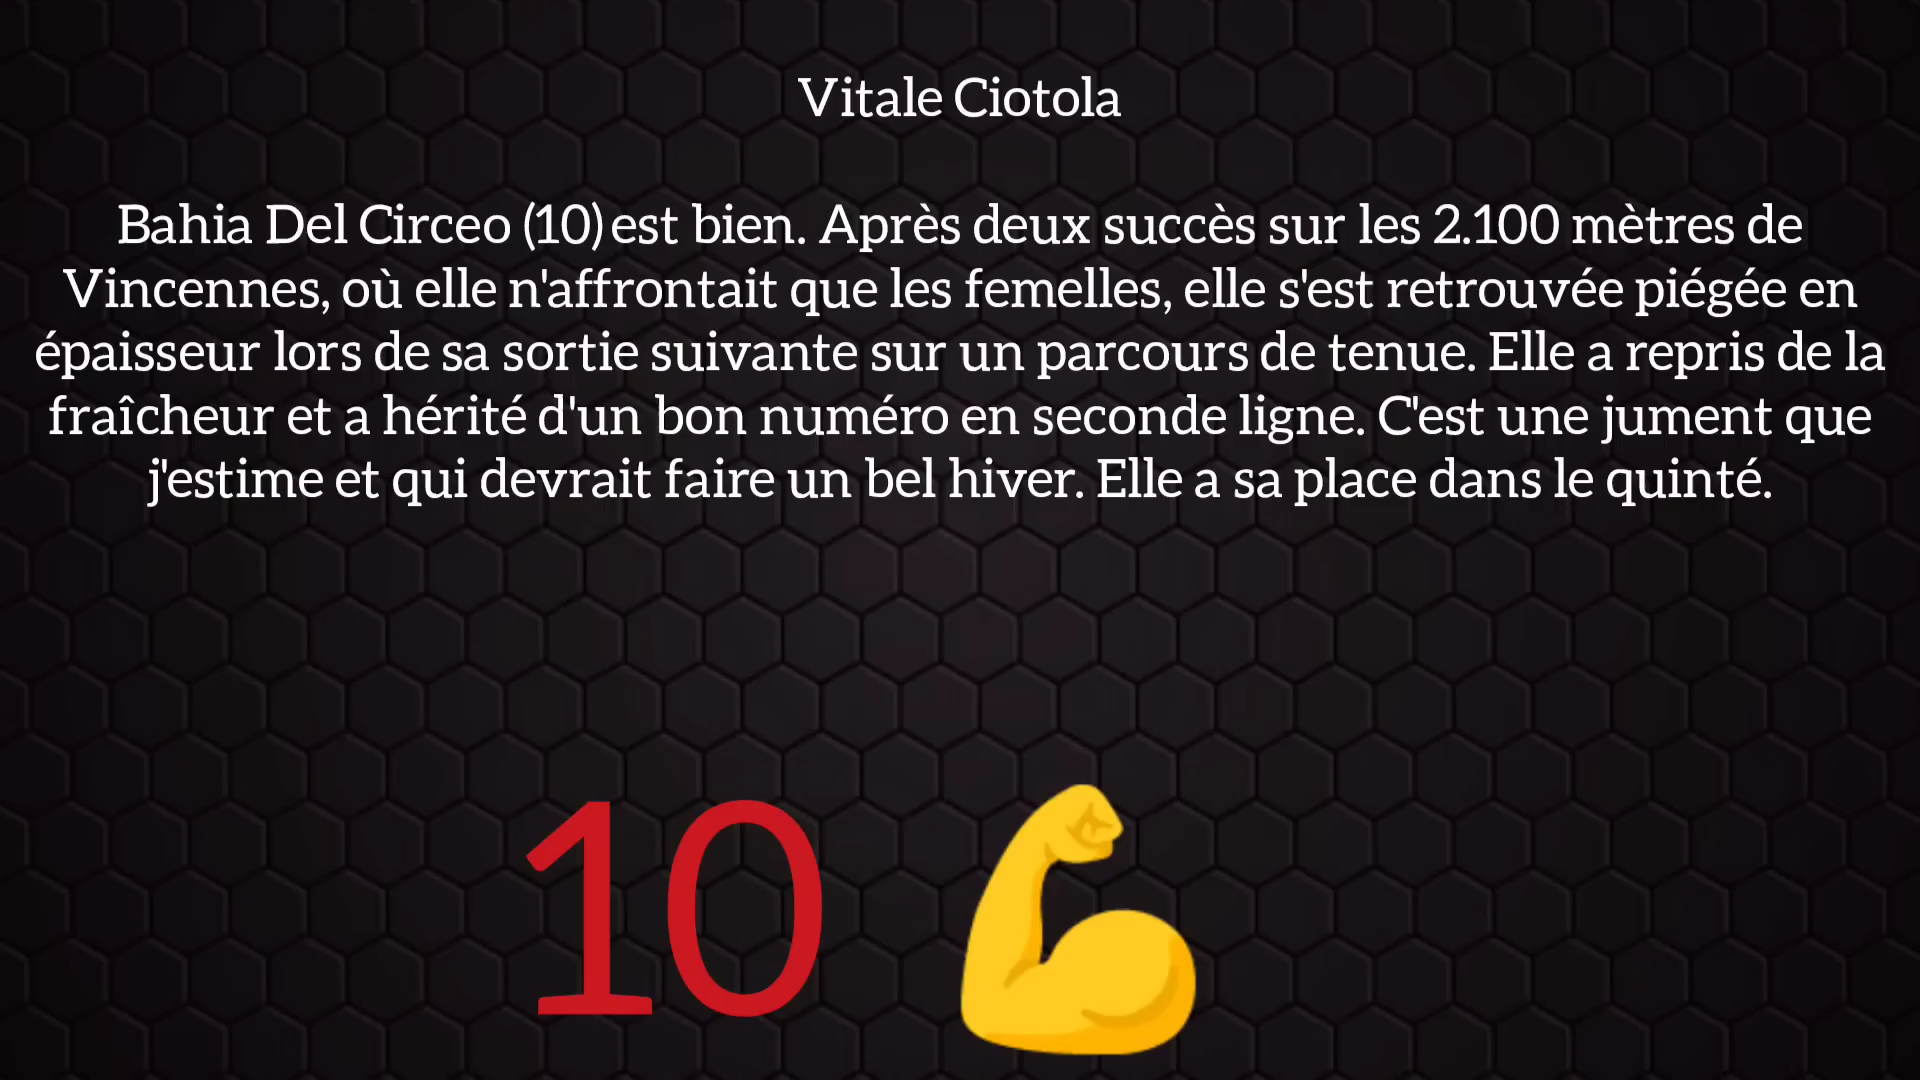 Vitale Ciotola
Bahia Del Circeo (10) est bien. Après deux succès sur les 2.100 mètres de
Vincennes, où elle n'affrontait que les femelles, elle s'est retrouvée piégée en
épaisseur lors de sa sortie suivante sur un parcours de tenue. Elle a repris de la
fraîcheur et a hérité d'un bon numéro en seconde ligne. C'est une jument que
j'estime et qui devrait faire un bel hiver. Elle a sa place dans le quinté.
10